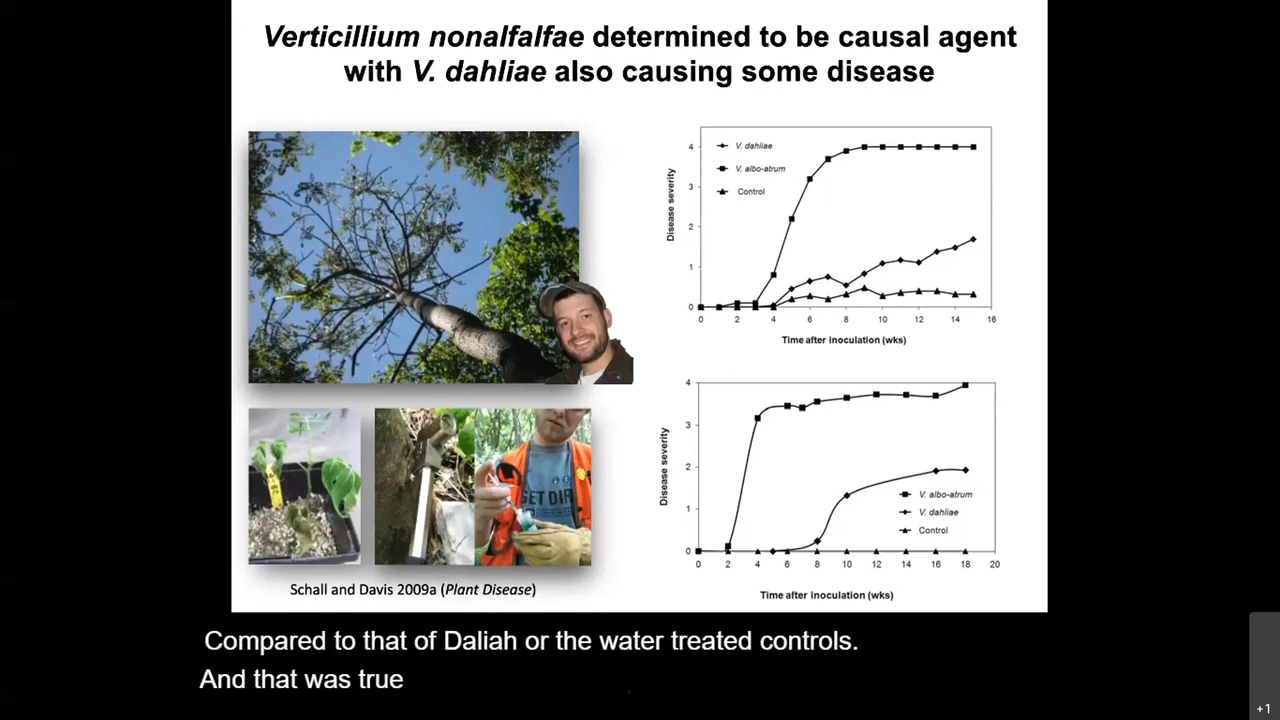 Verticillium nonalfalfae determined to be causal agent
with V. dahliae also causing some disease
V. dahliae
V. albo-atrum
Control
Disease severity
4
3
2
1
0
0 2 4 6 8 10 12 14 16
Time after inoculation (wks)
GET DIR
Schall and Davis 2009a (Plant Disease)
Disease severity
4
3
2
1
0
V. albo-atrum
V. dahliae
Control
0 2 4 6 8 10 12 14 16 18 20
Time after inoculation (wks)
Compared to that of Daliah or the water treated controls.
And that was true
+1